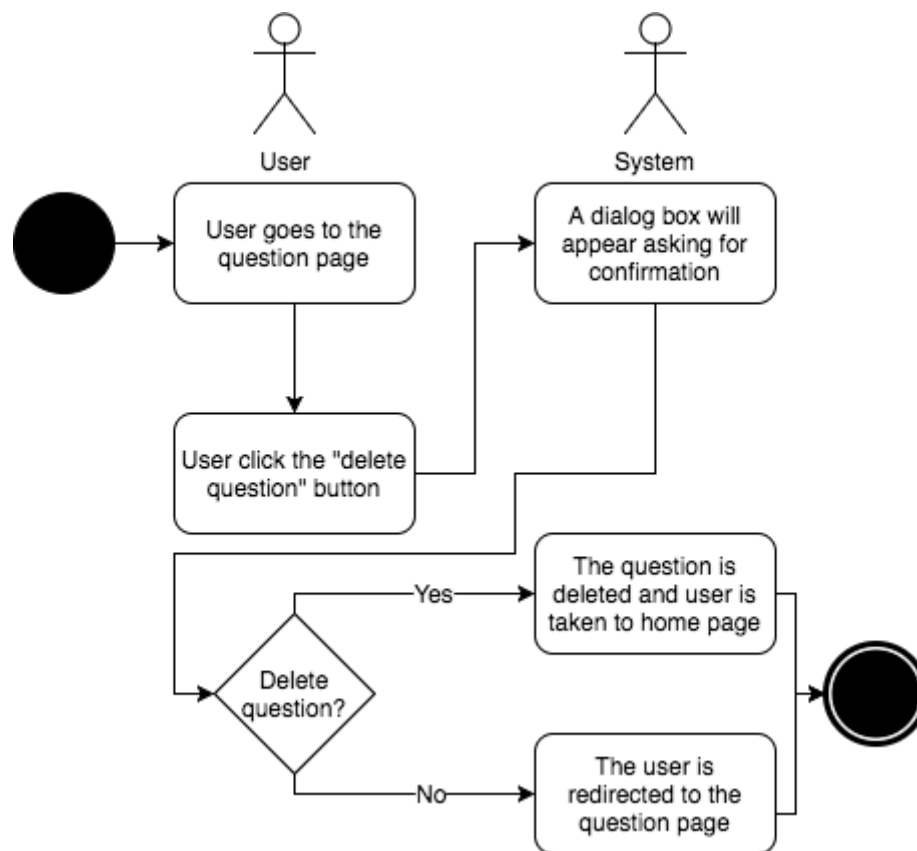 User
System
User goes to the
question page
A dialog box will
appear asking for
confirmation
User click the "delete
question" button
Yes
The question is
deleted and user is
taken to home page
Delete
question?
No
The user is
redirected to the
question page